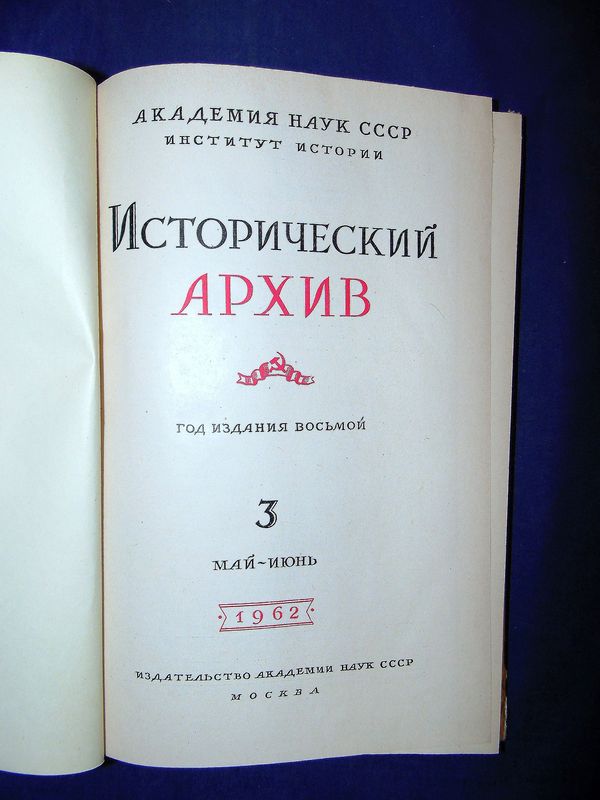 АКАДЕМИЯ НАУК СССР
ИНСТИТУТ ИСТОРИИ
ИСТОРИЧЕСКИЙ
АРХИВ
ГОД ИЗДАНИЯ ВОСЬМОЙ
3
МАЙ~ИЮНЬ
1962
ИЗДАТЕЛЬСТВО АКАДЕМИИ НАУК СССР
МОСКВА